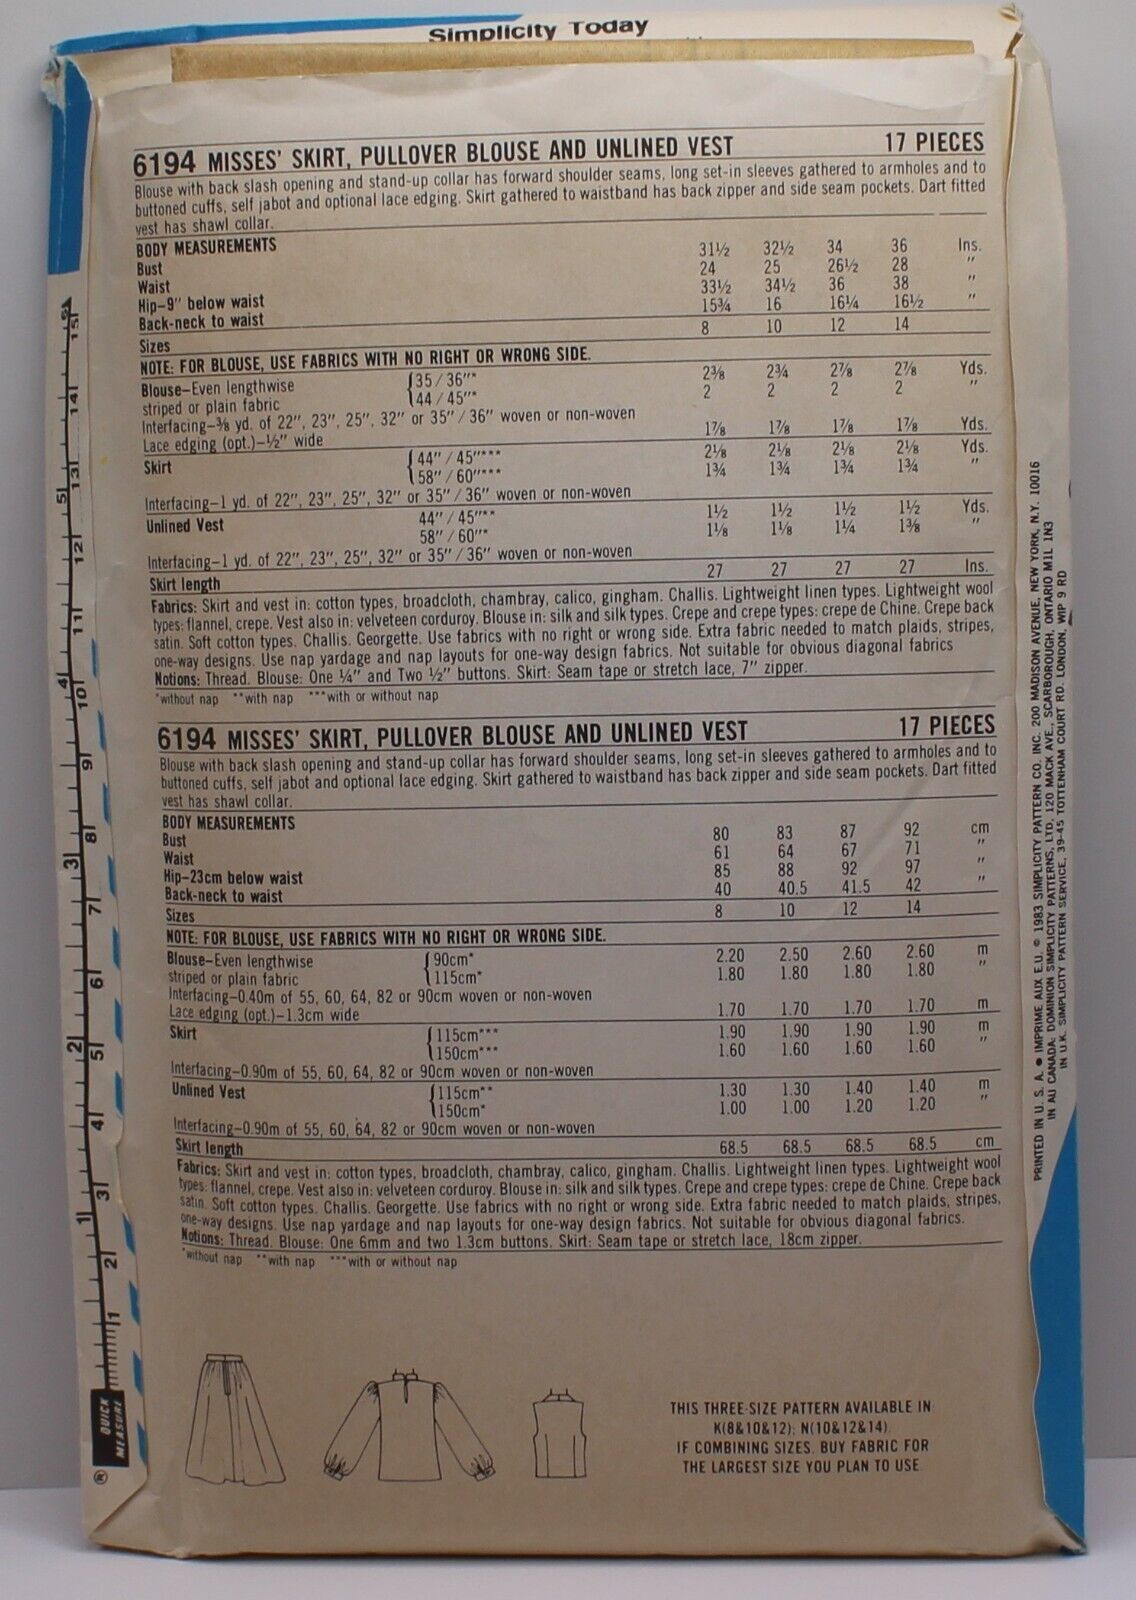 Simplicity Today
6194 MISSES' SKIRT, PULLOVER BLOUSE AND UNLINED VEST 17 PIECES
Blouse with back slash opening and stand-up collar has forward shoulder seams, long set-in sleeves gathered to armholes and to
buttoned cuffs, self jabot and optional lace edging. Skirt gathered to waistband has back zipper and side seam pockets. Dart fitted
vest has shawl collar.
BODY MEASUREMENTS
Bust 31½ 32½ 34 36 Ins.
Waist 24 25 26½ 28 "
Hip–9" below waist 33½ 34½ 36 38 "
Back-neck to waist 15¾ 16 16¼ 16½ "
Sizes 8 10 12 14
NOTE: FOR BLOUSE, USE FABRICS WITH NO RIGHT OR WRONG SIDE.
Blouse–Even lengthwise {35/36"* 2⅜ 2¾ 2⅞ 2⅞ Yds.
striped or plain fabric 44/45"* 2 2 2 2 "
Interfacing–⅜ yd. of 22", 23", 25", 32" or 35"/36" woven or non-woven
Lace edging (opt.)–½" wide 1⅞ 1⅞ 1⅞ 1⅞ Yds.
Skirt {44"/45"*** 2⅛ 2⅛ 2⅛ 2⅛ Yds.
58"/60"*** 1¾ 1¾ 1¾ 1¾ "
Interfacing–1 yd. of 22", 23", 25", 32" or 35"/36" woven or non-woven
Unlined Vest 44"/45"** 1½ 1½ 1½ 1½ Yds.
58"/60"* 1⅛ 1⅛ 1¼ 1⅜ "
Interfacing–1 yd. of 22", 23", 25", 32" or 35"/36" woven or non-woven
Skirt length 27 27 27 27 Ins.
Fabrics: Skirt and vest in: cotton types, broadcloth, chambray, calico, gingham. Challis. Lightweight linen types. Lightweight wool
types: flannel, crepe. Vest also in: velveteen corduroy. Blouse in: silk and silk types. Crepe and crepe types: crepe de Chine. Crepe back
satin. Soft cotton types. Challis. Georgette. Use fabrics with no right or wrong side. Extra fabric needed to match plaids, stripes,
one-way designs. Use nap yardage and nap layouts for one-way design fabrics. Not suitable for obvious diagonal fabrics
Notions: Thread. Blouse: One ¼" and Two ½" buttons. Skirt: Seam tape or stretch lace, 7" zipper.
*without nap **with nap ***with or without nap
6194 MISSES' SKIRT, PULLOVER BLOUSE AND UNLINED VEST 17 PIECES
Blouse with back slash opening and stand-up collar has forward shoulder seams, long set-in sleeves gathered to armholes and to
buttoned cuffs, self jabot and optional lace edging. Skirt gathered to waistband has back zipper and side seam pockets. Dart fitted
vest has shawl collar.
BODY MEASUREMENTS
Bust 80 83 87 92 cm
Waist 61 64 67 71 "
Hip–23cm below waist 85 88 92 97 "
Back-neck to waist 40 40.5 41.5 42 "
Sizes 8 10 12 14
NOTE: FOR BLOUSE, USE FABRICS WITH NO RIGHT OR WRONG SIDE.
Blouse–Even lengthwise {90cm* 2.20 2.50 2.60 2.60 m
striped or plain fabric 115cm* 1.80 1.80 1.80 1.80 "
Interfacing–0.40m of 55, 60, 64, 82 or 90cm woven or non-woven
Lace edging (opt.)–1.3cm wide 1.70 1.70 1.70 1.70 m
Skirt {115cm*** 1.90 1.90 1.90 1.90 m
150cm*** 1.60 1.60 1.60 1.60 "
Interfacing–0.90m of 55, 60, 64, 82 or 90cm woven or non-woven
Unlined Vest {115cm** 1.30 1.30 1.40 1.40 m
150cm* 1.00 1.00 1.20 1.20 "
Interfacing–0.90m of 55, 60, 64, 82 or 90cm woven or non-woven
Skirt length 68.5 68.5 68.5 68.5 cm
Fabrics: Skirt and vest in: cotton types, broadcloth, chambray, calico, gingham. Challis. Lightweight linen types. Lightweight wool
types: flannel, crepe. Vest also in: velveteen corduroy. Blouse in: silk and silk types. Crepe and crepe types: crepe de Chine. Crepe back
satin. Soft cotton types. Challis. Georgette. Use fabrics with no right or wrong side. Extra fabric needed to match plaids, stripes,
one-way designs. Use nap yardage and nap layouts for one-way design fabrics. Not suitable for obvious diagonal fabrics.
Notions: Thread. Blouse: One 6mm and two 1.3cm buttons. Skirt: Seam tape or stretch lace, 18cm zipper.
*without nap **with nap ***with or without nap
THIS THREE-SIZE PATTERN AVAILABLE IN
K(8&10&12); N(10&12&14).
IF COMBINING SIZES, BUY FABRIC FOR
THE LARGEST SIZE YOU PLAN TO USE.
PRINTED IN U. S. A. ● IMPRIME AUX E.U. © 1983 SIMPLICITY PATTERN CO. INC. 200 MADISON AVENUE, NEW YORK, N.Y. 10016
IN AU CANADA: DOMINION SIMPLICITY PATTERNS, LTD, 120 MACK AVE., SCARBOROUGH, ONTARIO M1L 1N3
IN U.K. SIMPLICITY PATTERN SERVICE, 39-45 TOTTENHAM COURT RD. LONDON, WIP 9 RD
15 14 13 12 11 10 9 8 7 6 5 4 3 2 1
6 5 4 3 2 1
QUICK
MEASURE
®